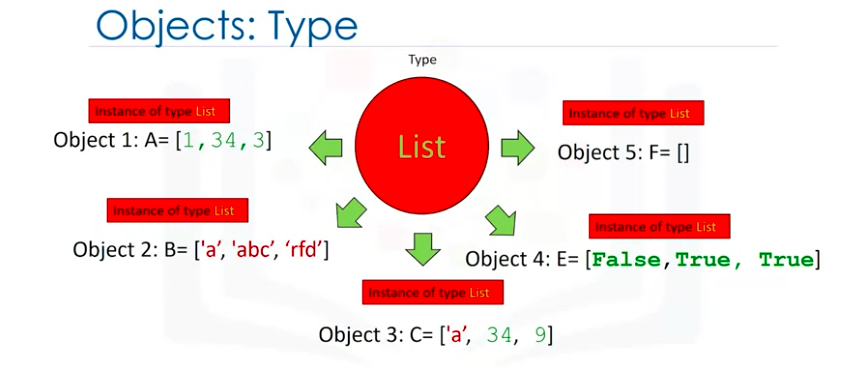 Objects: Type
Type
List
Instance of type List
Object 1: A= [1,34,3]
Instance of type List
Object 2: B= ['a', 'abc', ‘rfd’]
Instance of type List
Object 3: C= ['a’, 34, 9]
Instance of type List
Object 4: E= [False,True, True]
Instance of type List
Object 5: F= []